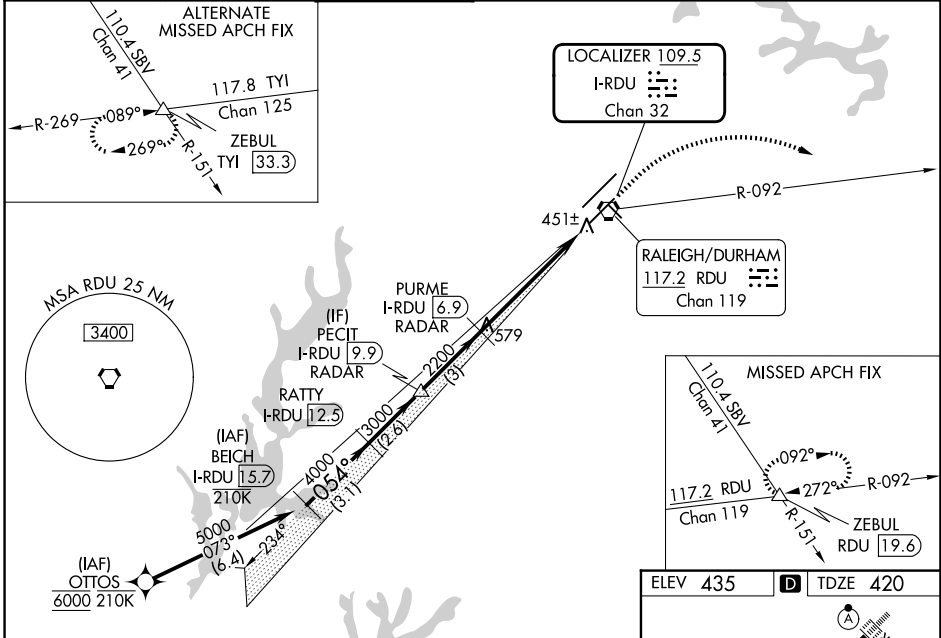 ALTERNATE
MISSED APCH FIX
110.4 SBV
Chan 41
117.8 TYI
Chan 125
R-269
089°
269°
R-151
ZEBUL
TYI 33.3
LOCALIZER 109.5
I-RDU
Chan 32
R-092
451±
RALEIGH/DURHAM
117.2 RDU
Chan 119
MSA RDU 25 NM
3400
PURME
I-RDU 6.9
RADAR
579
(IF)
PECIT
I-RDU 9.9
RADAR
2200
(3)
RATTY
I-RDU 12.5
3000
(2.6)
(IAF)
BEICH
I-RDU 15.7
210K
4000
054°
(3.1)
5000
073°
(6.4)
234°
(IAF)
OTTOS
6000 210K
MISSED APCH FIX
110.4 SBV
Chan 41
092°
272°
R-092
117.2 RDU
Chan 119
R-151
ZEBUL
RDU 19.6
ELEV 435 D TDZE 420
A